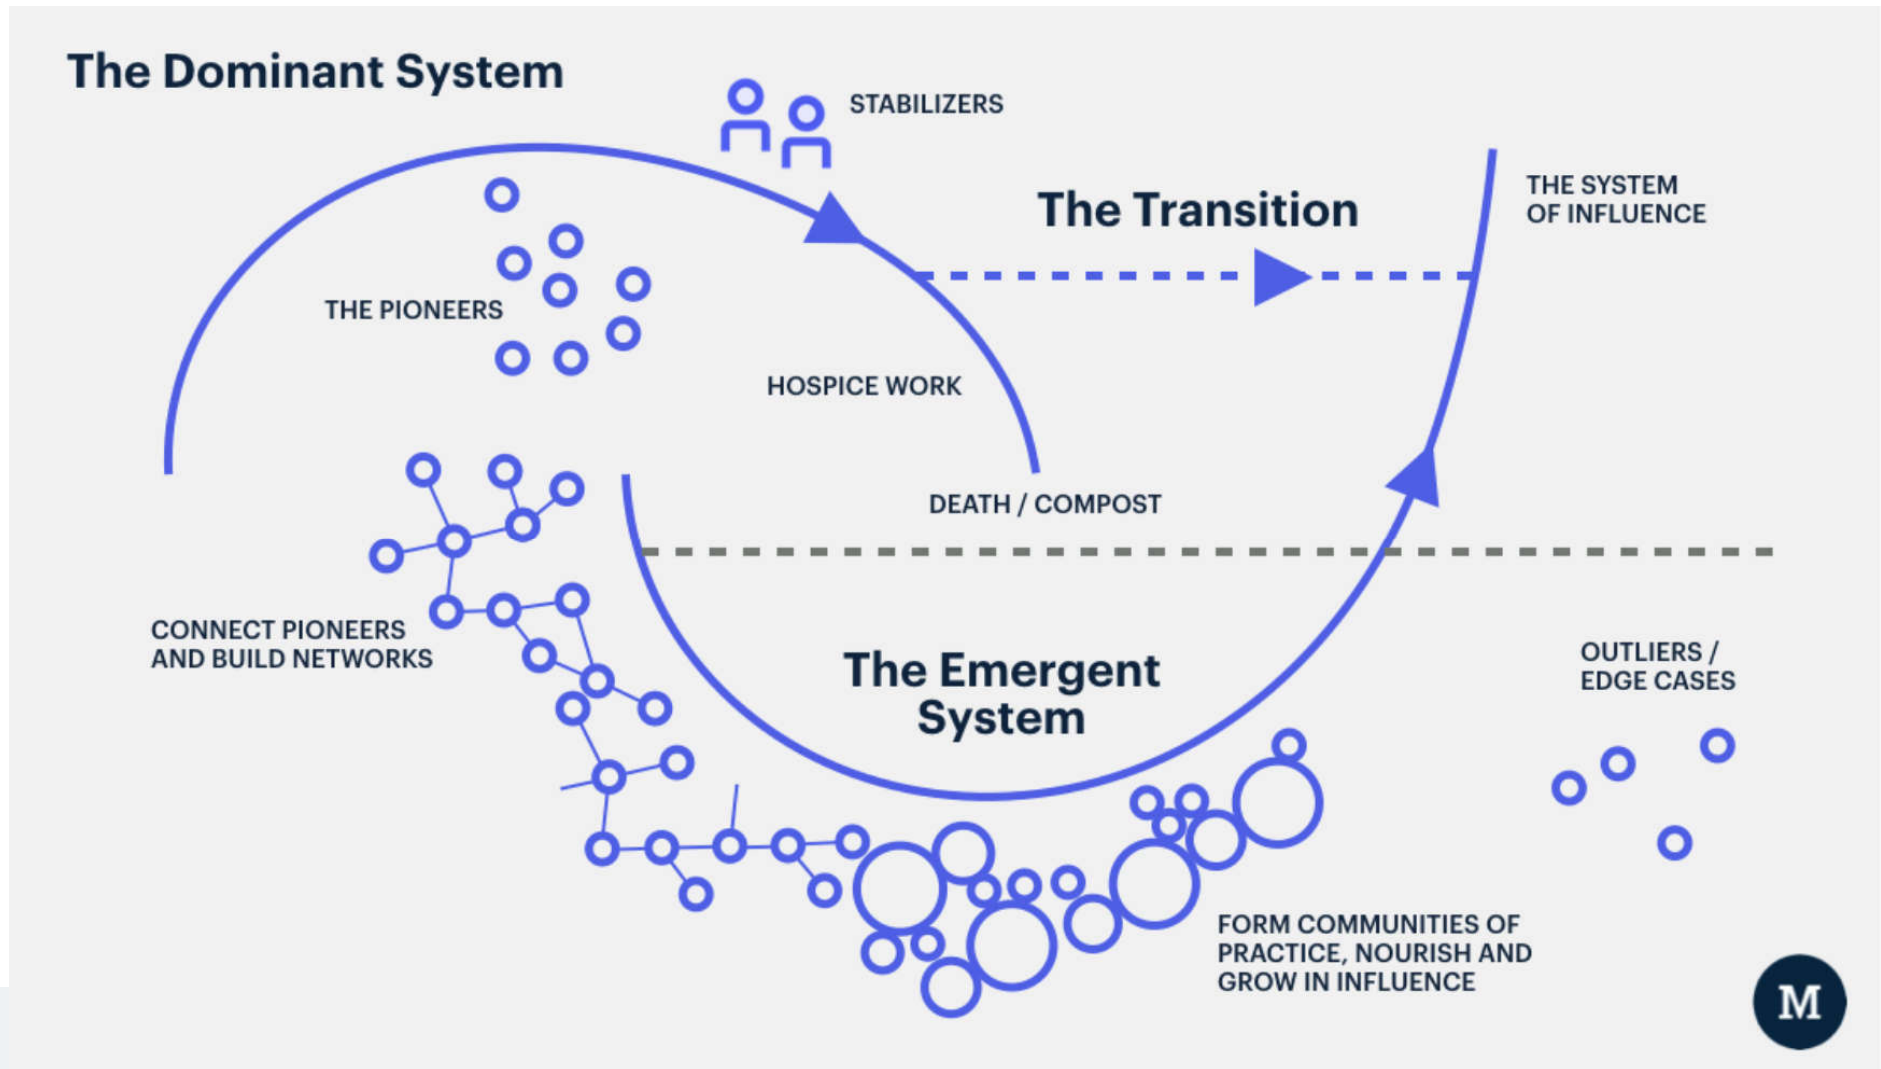 The Dominant System
STABILIZERS
The Transition
THE SYSTEM
OF INFLUENCE
THE PIONEERS
HOSPICE WORK
DEATH / COMPOST
CONNECT PIONEERS
AND BUILD NETWORKS
The Emergent
System
OUTLIERS /
EDGE CASES
FORM COMMUNITIES OF
PRACTICE, NOURISH AND
GROW IN INFLUENCE
M